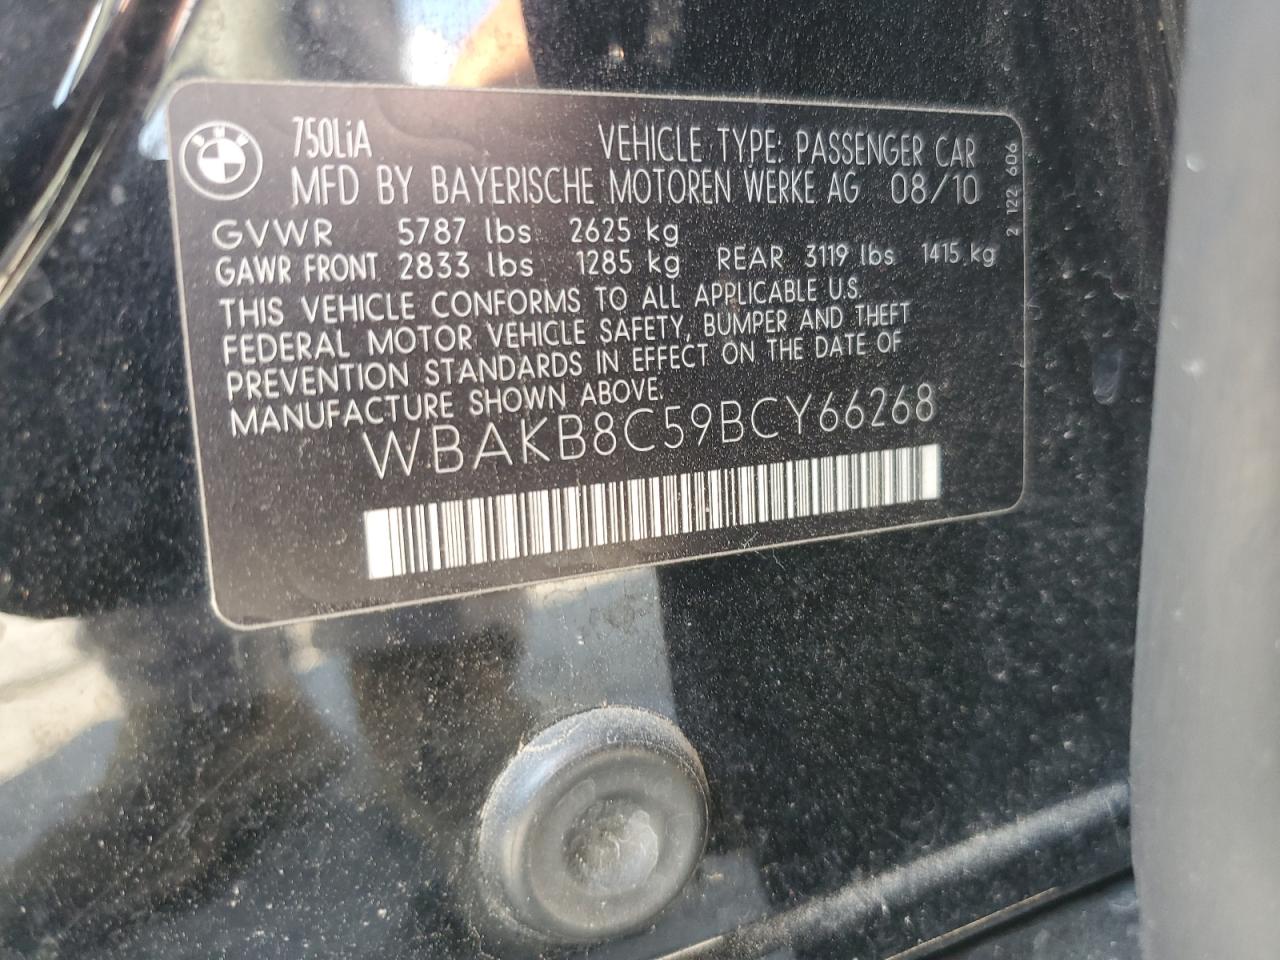 BMW
750LiA VEHICLE TYPE: PASSENGER CAR
MFD BY BAYERISCHE MOTOREN WERKE AG 08/10
GVWR 5787 lbs 2625 kg
GAWR FRONT 2833 lbs 1285 kg REAR 3119 lbs 1415 kg
THIS VEHICLE CONFORMS TO ALL APPLICABLE U.S.
FEDERAL MOTOR VEHICLE SAFETY, BUMPER AND THEFT
PREVENTION STANDARDS IN EFFECT ON THE DATE OF
MANUFACTURE SHOWN ABOVE.
WBAKB8C59BCY66268
2 122 606